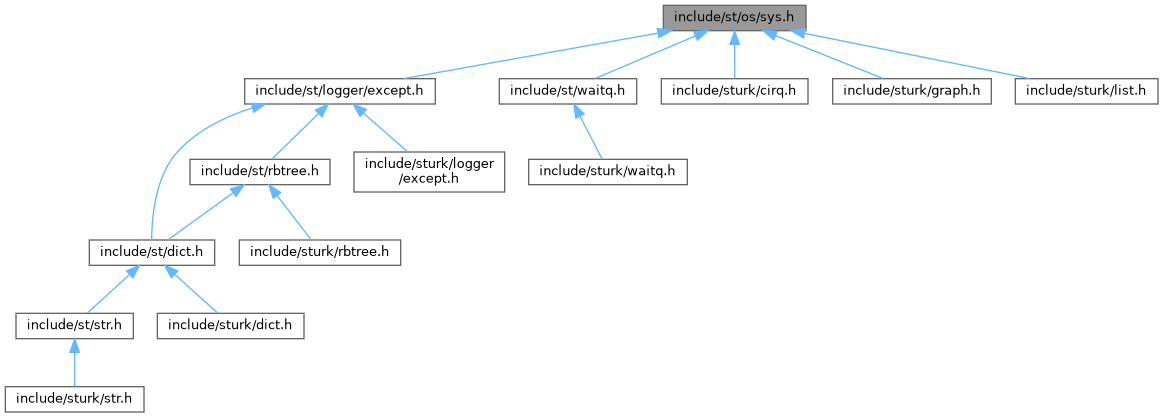 include/st/os/sys.h
include/st/logger/except.h
include/st/waitq.h
include/sturk/cirq.h
include/sturk/graph.h
include/sturk/list.h
include/st/rbtree.h
include/sturk/logger
/except.h
include/sturk/waitq.h
include/st/dict.h
include/sturk/rbtree.h
include/st/str.h
include/sturk/dict.h
include/sturk/str.h